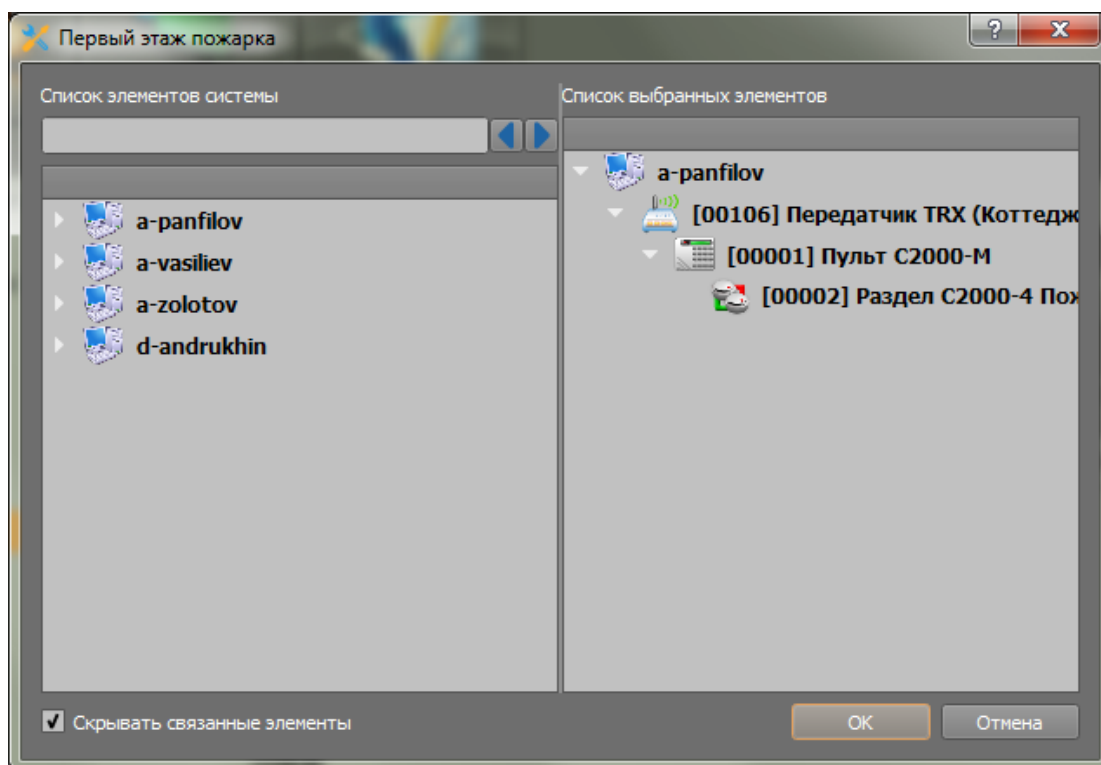 Первый этаж пожарка
Список элементов системы
Список выбранных элементов
a-panfilov
a-vasiliev
a-zolotov
d-andrukhin
a-panfilov
[00106] Передатчик TRX (Коттедж
[00001] Пульт С2000-М
[00002] Раздел С2000-4 Пож
Скрывать связанные элементы
OK
Отмена